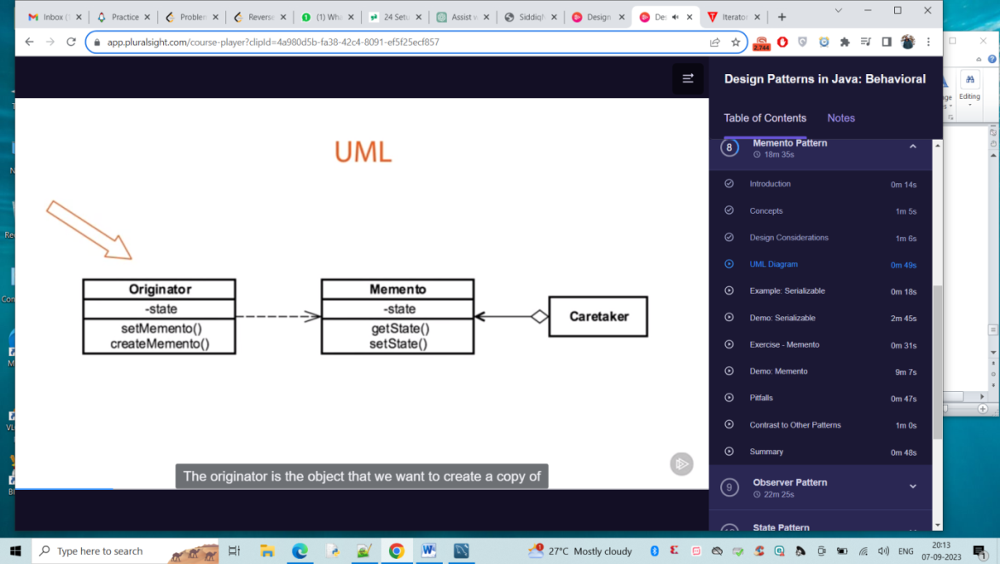 Inbox (
Practice
Problem
Reverse
(1) Wha
24 Setu
Assist w
Siddiqi
Design
De
Iterator
app.pluralsight.com/course-player?clipId=4a980d5b-fa38-42c4-8091-ef5f25ecf857
2,744
Editing
Design Patterns in Java: Behavioral
Table of Contents
Notes
8
Memento Pattern
18m 35s
Introduction
0m 14s
Concepts
1m 5s
Design Considerations
1m 6s
UML Diagram
0m 49s
Example: Serializable
0m 18s
Demo: Serializable
2m 45s
Exercise - Memento
0m 31s
Demo: Memento
9m 7s
Pitfalls
0m 47s
Contrast to Other Patterns
1m 0s
Summary
0m 48s
9
Observer Pattern
22m 25s
State Pattern
UML
Originator
-state
setMemento()
createMemento()
Memento
-state
getState()
setState()
Caretaker
The originator is the object that we want to create a copy of
Type here to search
27°C Mostly cloudy
ENG
20:13
07-09-2023
1